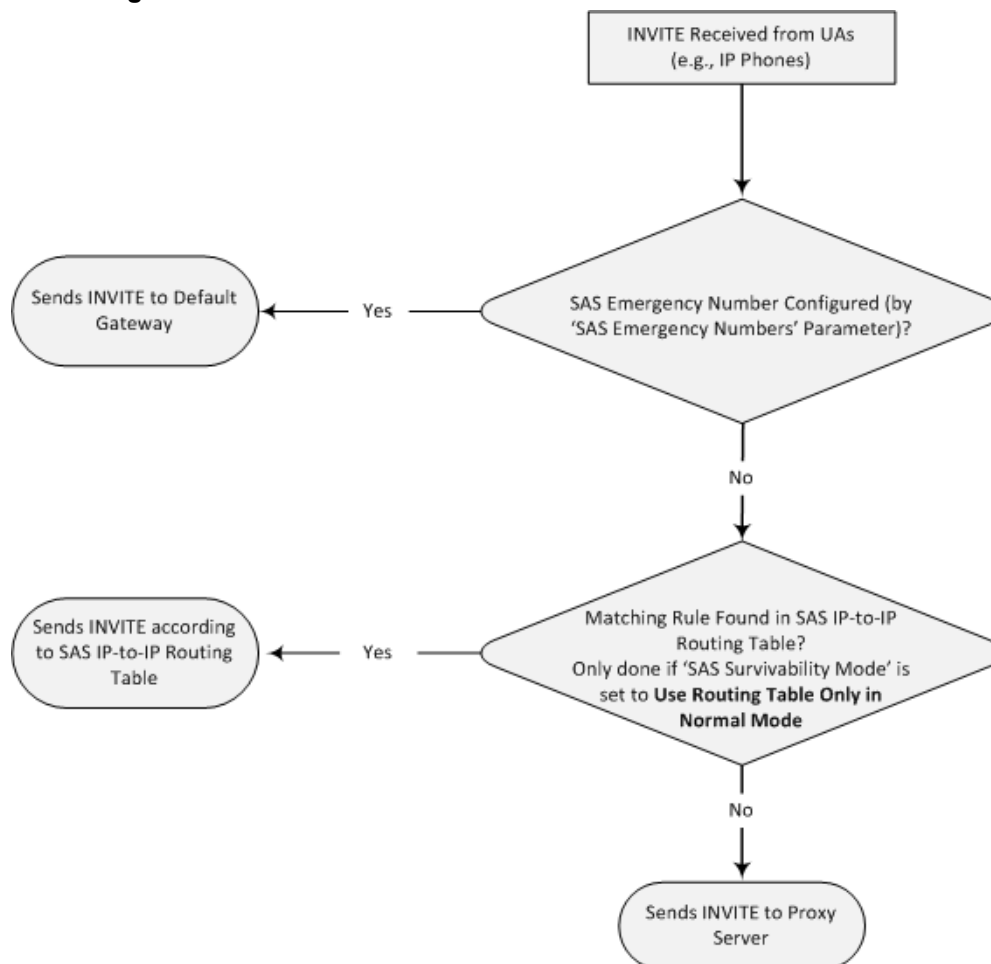 INVITE Received from UAs
(e.g., IP Phones)
SAS Emergency Number Configured (by
‘SAS Emergency Numbers’ Parameter)?
Yes
Sends INVITE to Default
Gateway
No
Matching Rule Found in SAS IP-to-IP
Routing Table?
Only done if ‘SAS Survivability Mode’ is
set to Use Routing Table Only in
Normal Mode
Yes
Sends INVITE according
to SAS IP-to-IP Routing
Table
No
Sends INVITE to Proxy
Server